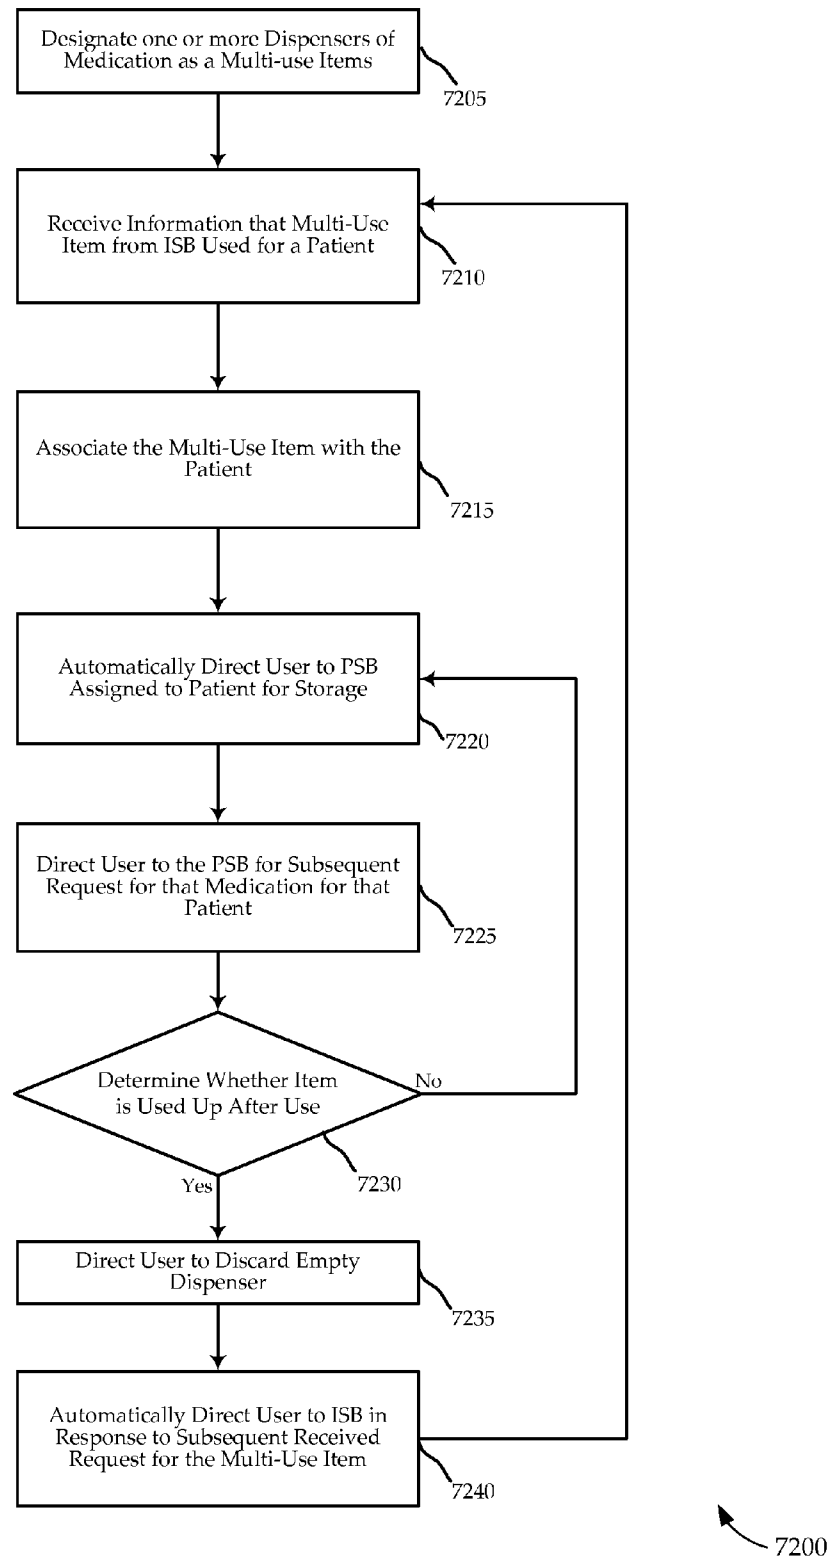 Designate one or more Dispensers of
Medication as a Multi-use Items
7205
Receive Information that Multi-Use
Item from ISB Used for a Patient
7210
Associate the Multi-Use Item with the
Patient
7215
Automatically Direct User to PSB
Assigned to Patient for Storage
7220
Direct User to the PSB for Subsequent
Request for that Medication for that
Patient
7225
Determine Whether Item
is Used Up After Use
No
7230
Yes
Direct User to Discard Empty
Dispenser
7235
Automatically Direct User to ISB in
Response to Subsequent Received
Request for the Multi-Use Item
7240
7200